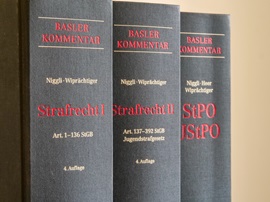 BASLER
KOMMENTAR
Niggli · Wiprächtiger
Strafrecht I
Art. 1–136 StGB
4. Auflage
BASLER
KOMMENTAR
Niggli · Wiprächtiger
Strafrecht II
Art. 137–392 StGB
Jugendstrafgesetz
4. Auflage
BASLER
KOMMENTAR
Niggli · Heer
Wiprächtiger
StPO
JStPO